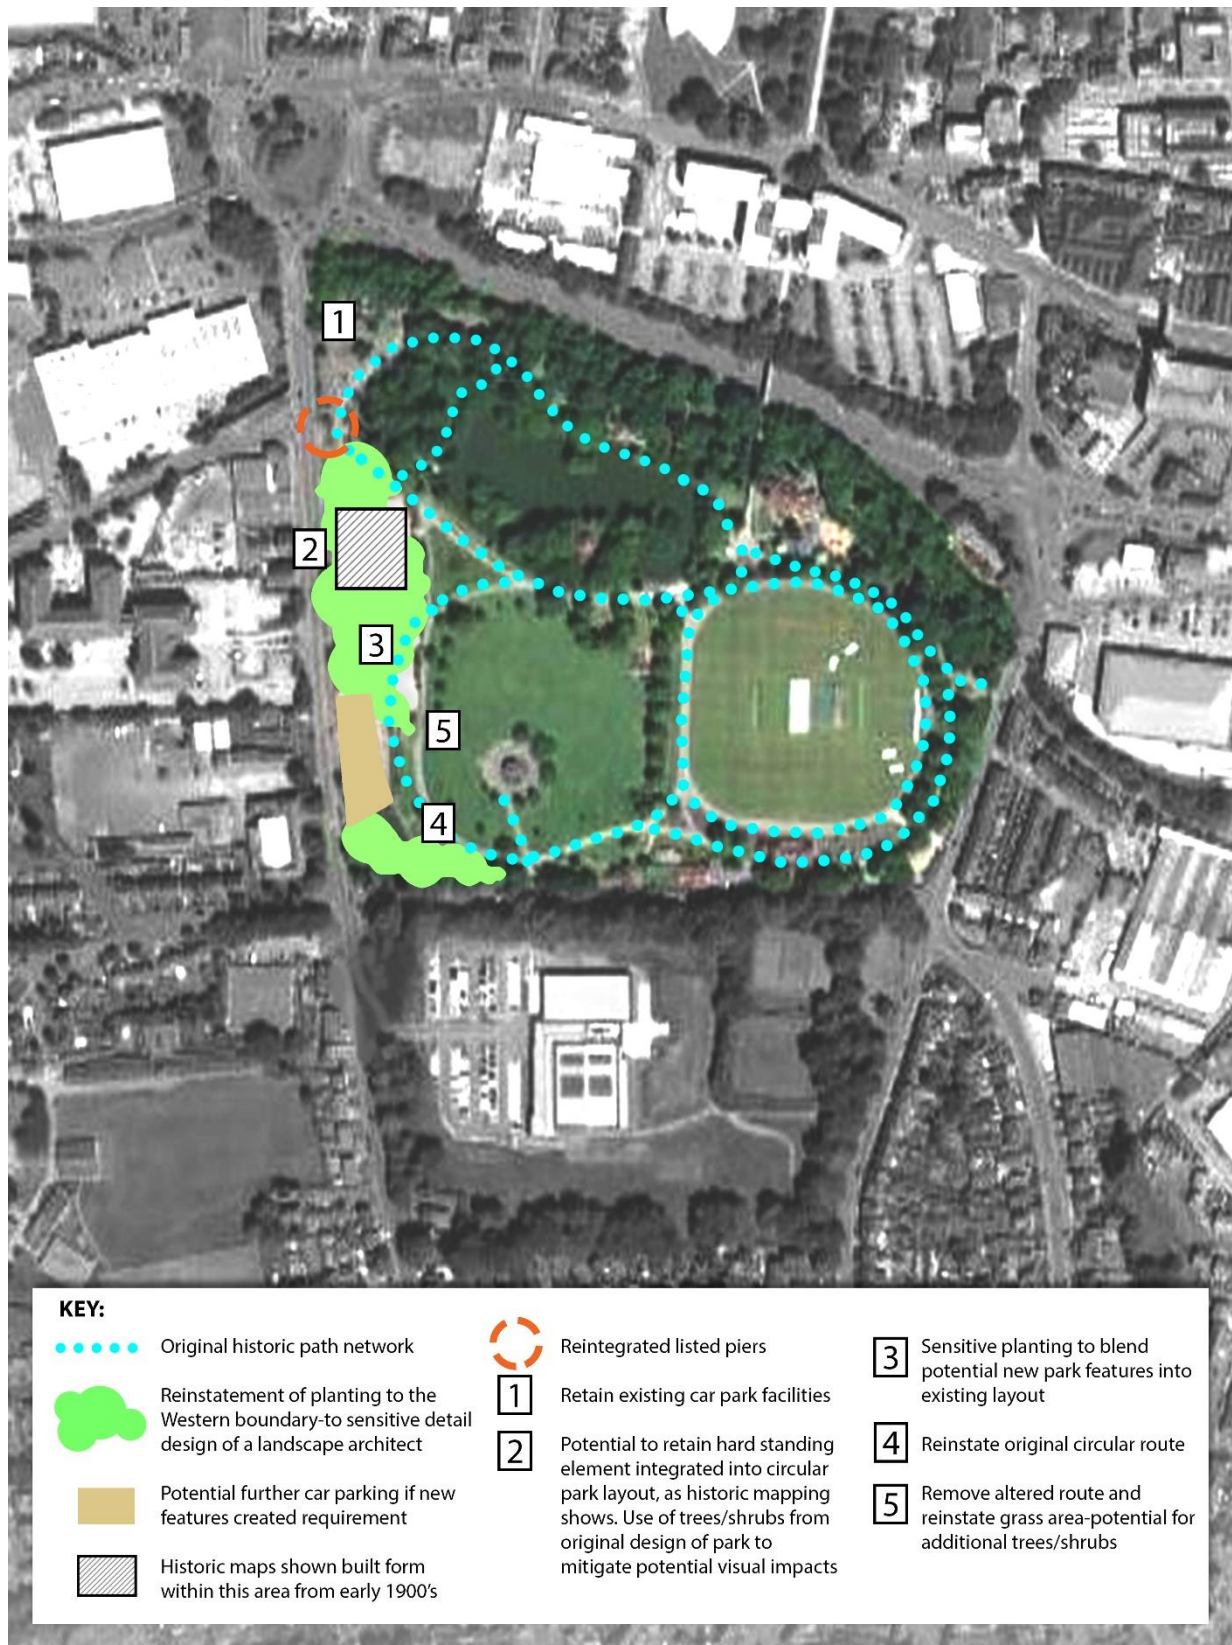 1
2
3
5
4
KEY:
Original historic path network
Reinstatement of planting to the
Western boundary-to sensitive detail
design of a landscape architect
Potential further car parking if new
features created requirement
Historic maps shown built form
within this area from early 1900's
Reintegrated listed piers
1
Retain existing car park facilities
2
Potential to retain hard standing
element integrated into circular
park layout, as historic mapping
shows. Use of trees/shrubs from
original design of park to
mitigate potential visual impacts
3
Sensitive planting to blend
potential new park features into
existing layout
4
Reinstate original circular route
5
Remove altered route and
reinstate grass area-potential for
additional trees/shrubs